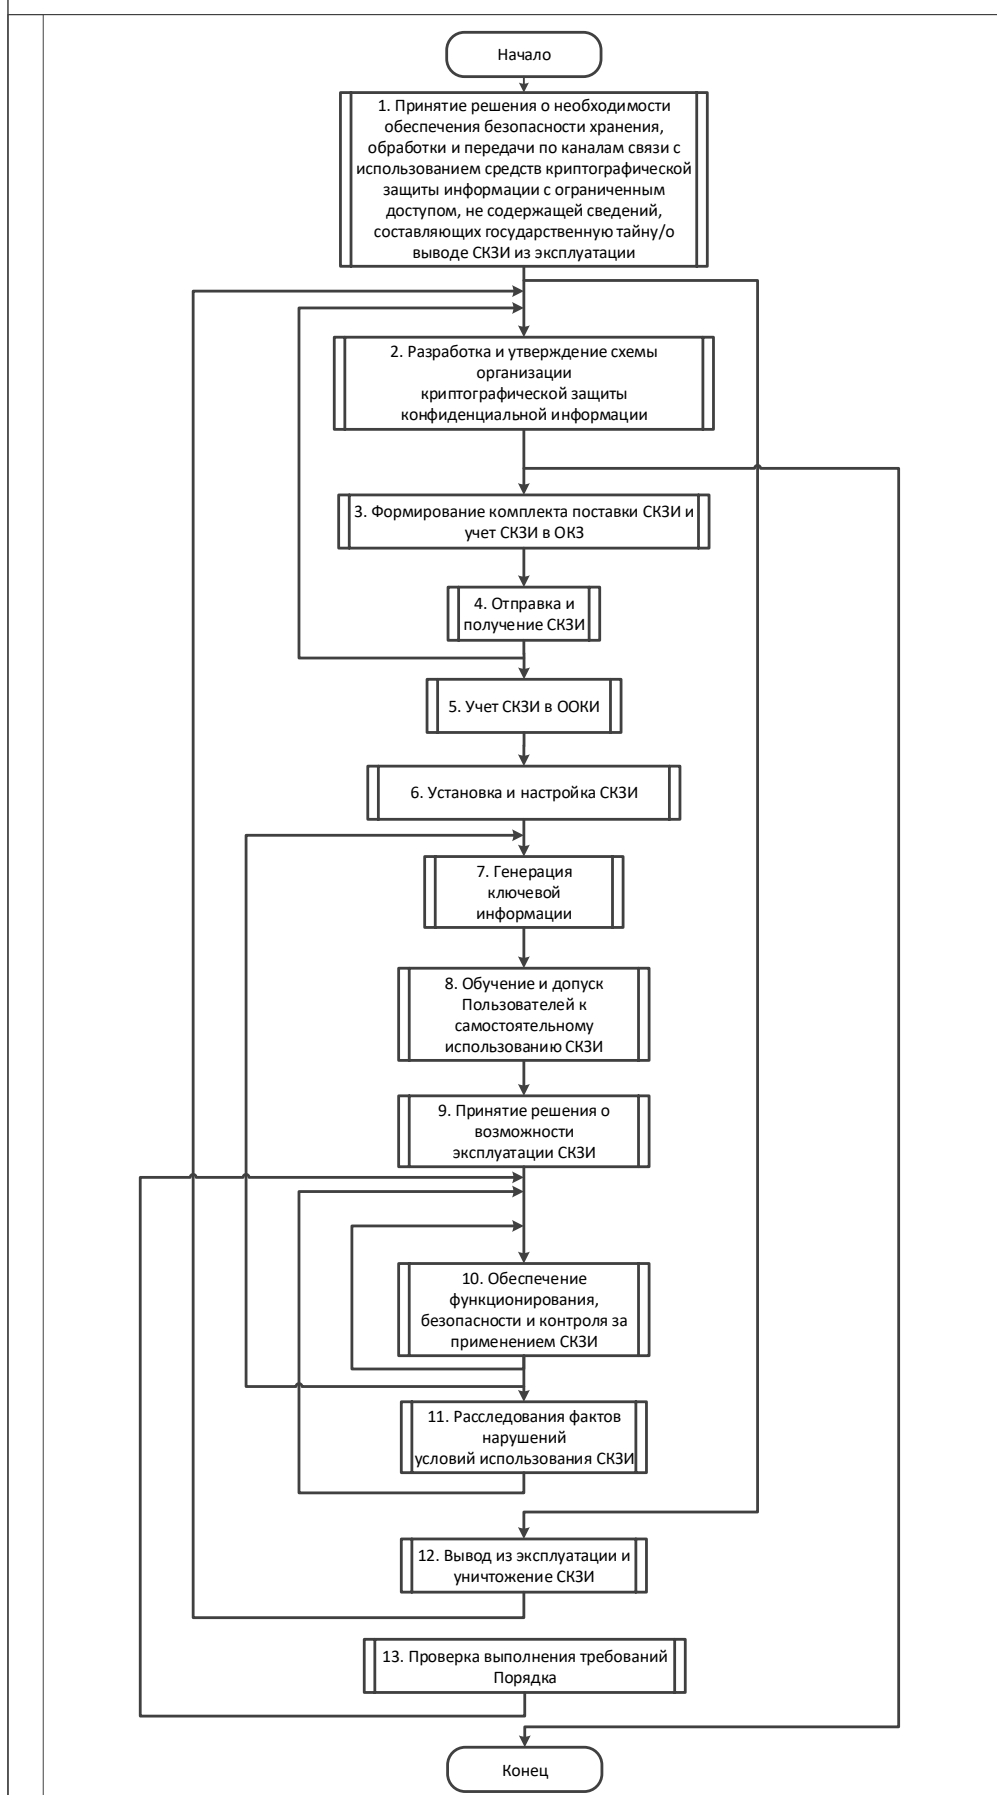 Начало
1. Принятие решения о необходимости
обеспечения безопасности хранения,
обработки и передачи по каналам связи с
использованием средств криптографической
защиты информации с ограниченным
доступом, не содержащей сведений,
составляющих государственную тайну/о
выводе СКЗИ из эксплуатации
2. Разработка и утверждение схемы
организации
криптографической защиты
конфиденциальной информации
3. Формирование комплекта поставки СКЗИ и
учет СКЗИ в ОКЗ
4. Отправка и
получение СКЗИ
5. Учет СКЗИ в ООКИ
6. Установка и настройка СКЗИ
7. Генерация
ключевой
информации
8. Обучение и допуск
Пользователей к
самостоятельному
использованию СКЗИ
9. Принятие решения о
возможности
эксплуатации СКЗИ
10. Обеспечение
функционирования,
безопасности и контроля за
применением СКЗИ
11. Расследования фактов
нарушений
условий использования СКЗИ
12. Вывод из эксплуатации и
уничтожение СКЗИ
13. Проверка выполнения требований
Порядка
Конец